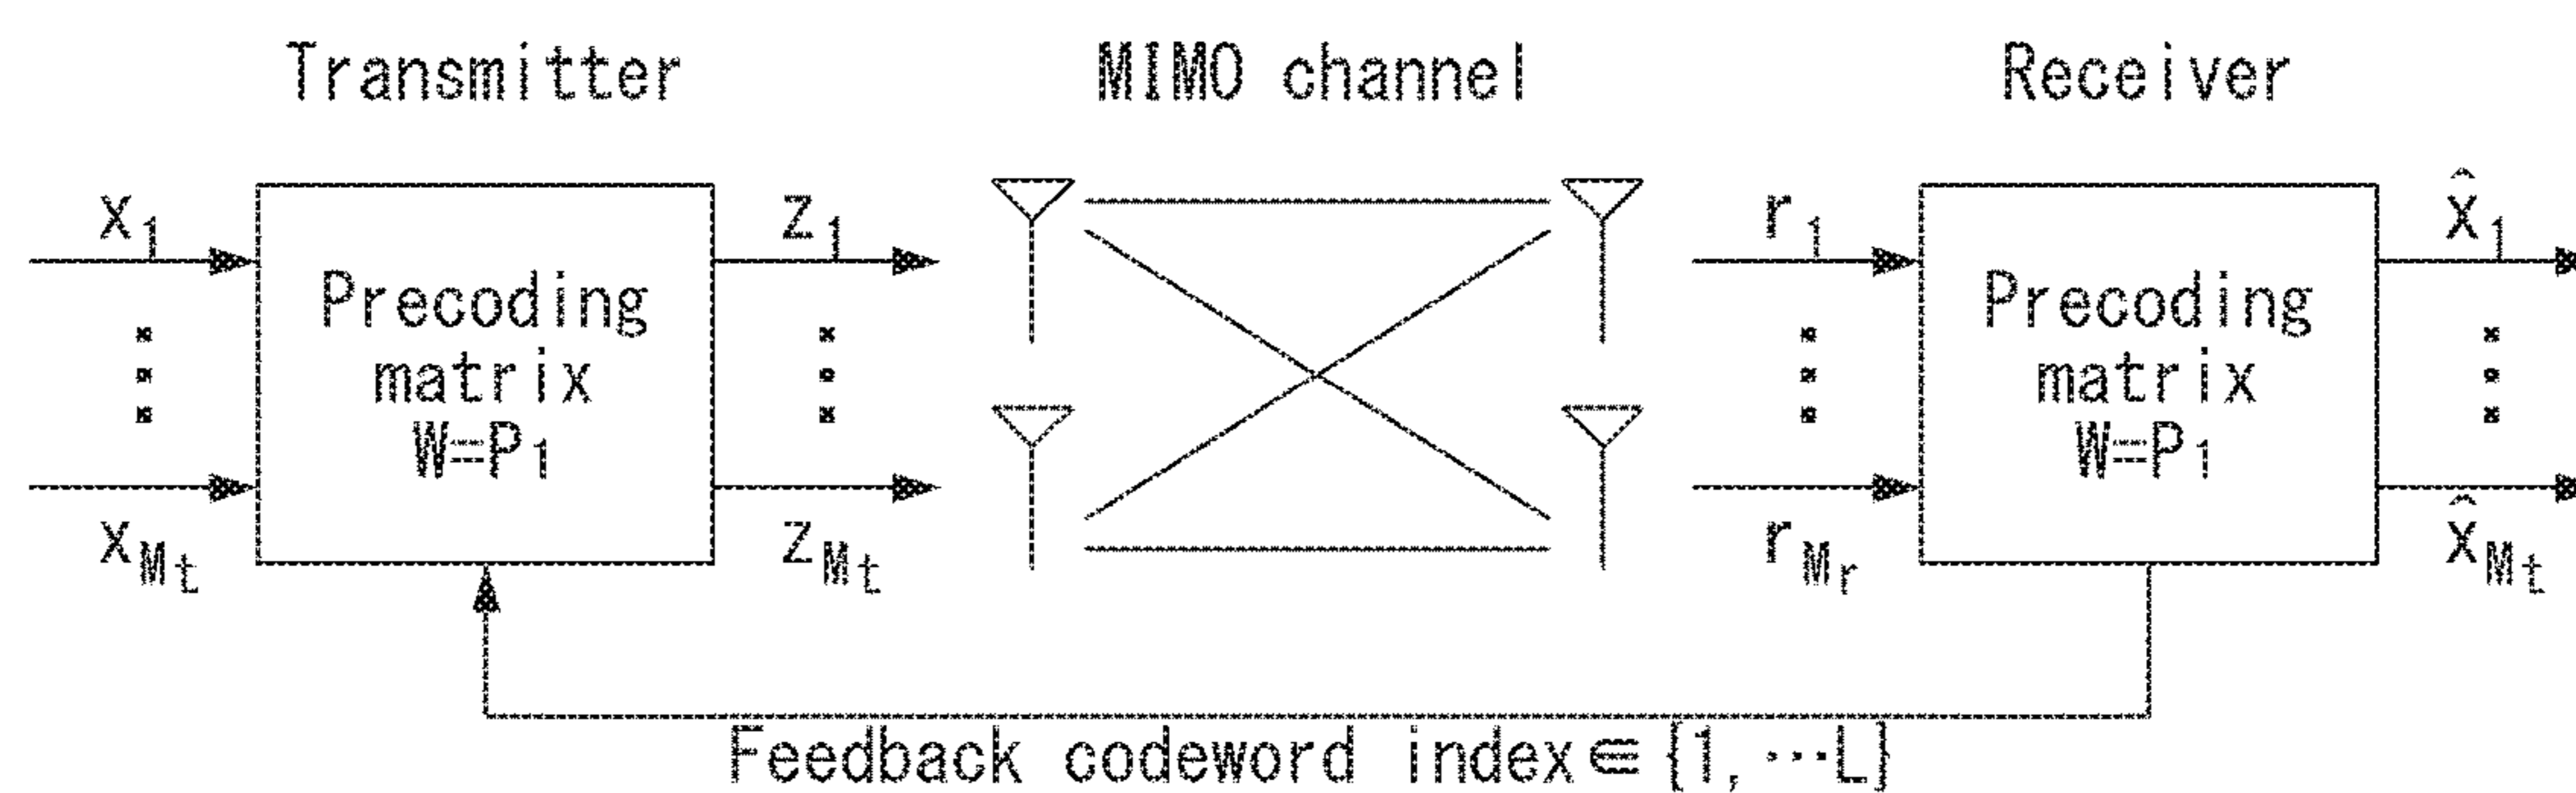 Transmitter MIMO channel Receiver
x1 z1 r1 x̂1
Precoding Precoding
matrix matrix
W=P1 W=P1
xMt zMt rMr x̂Mt
Feedback codeword index∈{1, ···L}